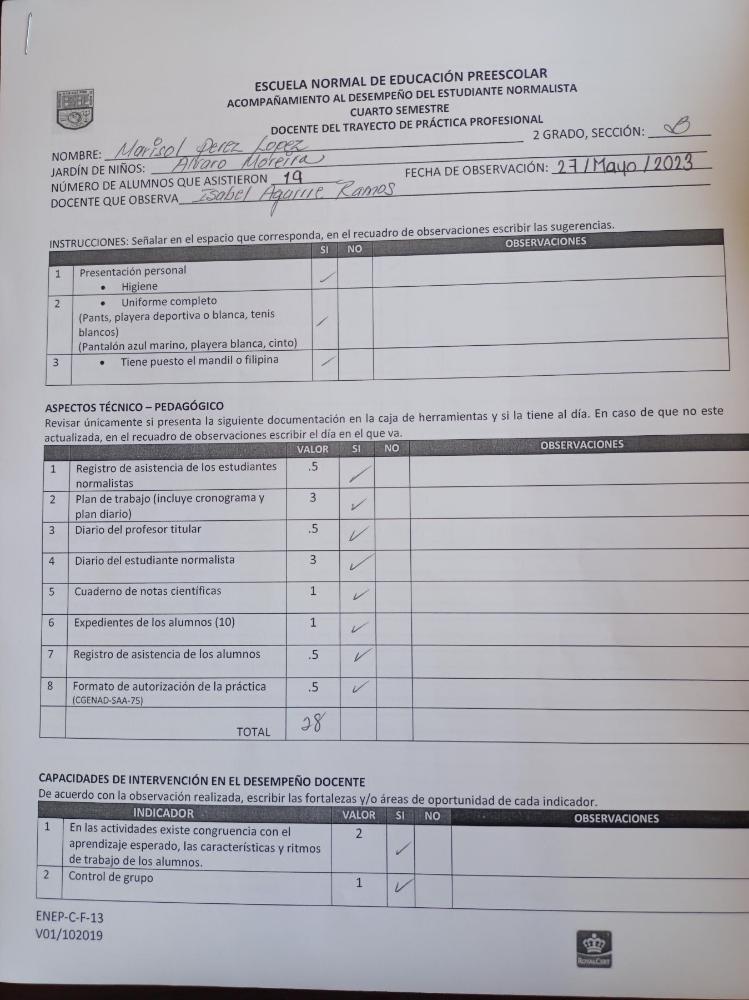 ESCUELA NORMAL DE EDUCACIÓN PREESCOLAR
ACOMPAÑAMIENTO AL DESEMPEÑO DEL ESTUDIANTE NORMALISTA
CUARTO SEMESTRE
DOCENTE DEL TRAYECTO DE PRÁCTICA PROFESIONAL
NOMBRE: Marisol Perez Lopez 2 GRADO, SECCIÓN: B
JARDÍN DE NIÑOS: Alvaro Moreira
NÚMERO DE ALUMNOS QUE ASISTIERON 19 FECHA DE OBSERVACIÓN: 27/Mayo/2023
DOCENTE QUE OBSERVA Isabel Aguirre Ramos
INSTRUCCIONES: Señalar en el espacio que corresponda, en el recuadro de observaciones escribir las sugerencias.
SI NO OBSERVACIONES
1 Presentación personal ✓
• Higiene
2 • Uniforme completo
(Pants, playera deportiva o blanca, tenis ✓
blancos)
(Pantalón azul marino, playera blanca, cinto)
3 • Tiene puesto el mandil o filipina ✓
ASPECTOS TÉCNICO – PEDAGÓGICO
Revisar únicamente si presenta la siguiente documentación en la caja de herramientas y si la tiene al día. En caso de que no este
actualizada, en el recuadro de observaciones escribir el día en el que va.
VALOR SI NO OBSERVACIONES
1 Registro de asistencia de los estudiantes .5 ✓
normalistas
2 Plan de trabajo (incluye cronograma y 3 ✓
plan diario)
3 Diario del profesor titular .5 ✓
4 Diario del estudiante normalista 3 ✓
5 Cuaderno de notas científicas 1 ✓
6 Expedientes de los alumnos (10) 1 ✓
7 Registro de asistencia de los alumnos .5 ✓
8 Formato de autorización de la práctica .5 ✓
(CGENAD-SAA-75)
TOTAL 28
CAPACIDADES DE INTERVENCIÓN EN EL DESEMPEÑO DOCENTE
De acuerdo con la observación realizada, escribir las fortalezas y/o áreas de oportunidad de cada indicador.
INDICADOR VALOR SI NO OBSERVACIONES
1 En las actividades existe congruencia con el 2
aprendizaje esperado, las características y ritmos ✓
de trabajo de los alumnos.
2 Control de grupo 1 ✓
ENEP-C-F-13
V01/102019
ROYALCERT